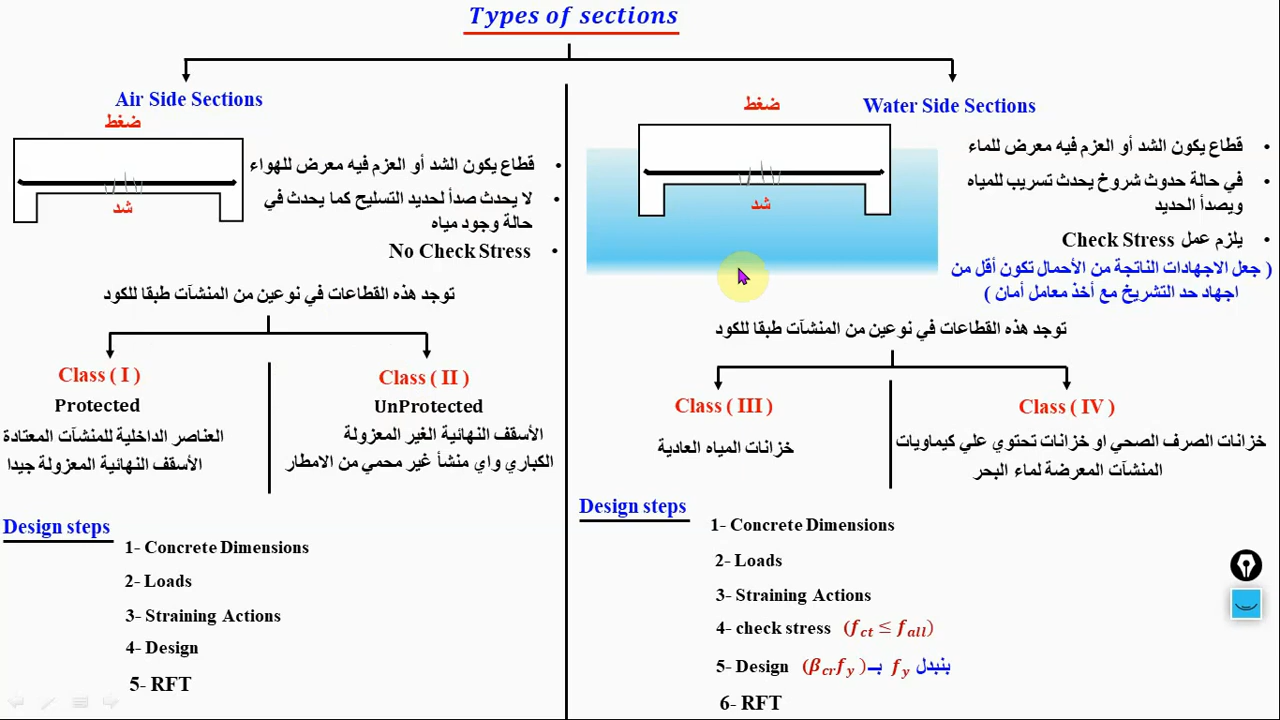 Types of sections
Air Side Sections
ضغط
شد
• قطاع يكون الشد أو العزم فيه معرض للهواء
• لا يحدث صدأ لحديد التسليح كما يحدث في
حالة وجود مياه
• No Check Stress
توجد هذه القطاعات في نوعين من المنشآت طبقا للكود
Class ( I )
Protected
العناصر الداخلية للمنشآت المعتادة
الأسقف النهائية المعزولة جيدا
Class ( II )
UnProtected
الأسقف النهائية الغير المعزولة
الكباري واي منشأ غير محمي من الامطار
Design steps
1- Concrete Dimensions
2- Loads
3- Straining Actions
4- Design
5- RFT
Water Side Sections
ضغط
شد
• قطاع يكون الشد أو العزم فيه معرض للماء
• في حالة حدوث شروخ يحدث تسريب للمياه
ويصدأ الحديد
• يلزم عمل Check Stress
( جعل الاجهادات الناتجة من الأحمال تكون أقل من
اجهاد حد التشريخ مع أخذ معامل أمان )
توجد هذه القطاعات في نوعين من المنشآت طبقا للكود
Class ( III )
خزانات المياه العادية
Class ( IV )
خزانات الصرف الصحي او خزانات تحتوي علي كيماويات
المنشآت المعرضة لماء البحر
Design steps
1- Concrete Dimensions
2- Loads
3- Straining Actions
4- check stress (f_ct ≤ f_all)
5- Design بنبدل f_y بـ (β_cr f_y)
6- RFT